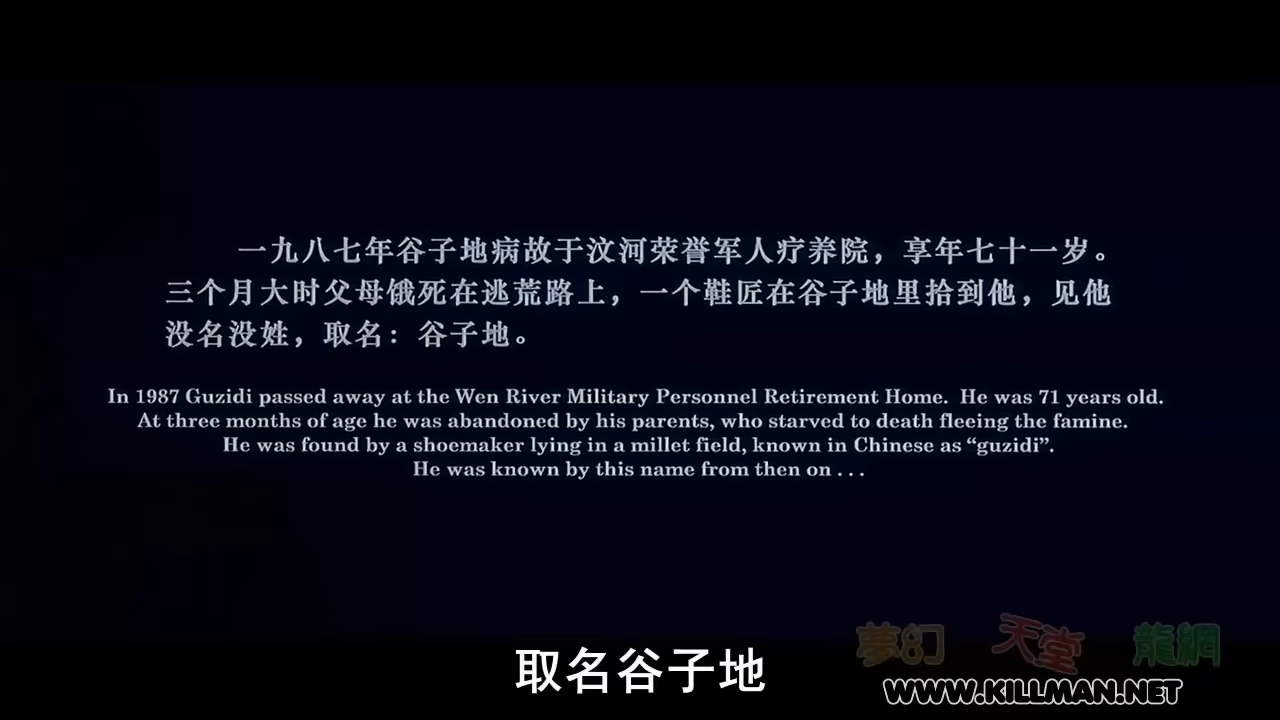 一九八七年谷子地病故于汶河荣誉军人疗养院，享年七十一岁。
三个月大时父母饿死在逃荒路上，一个鞋匠在谷子地里拾到他，见他
没名没姓，取名：谷子地。
In 1987 Guzidi passed away at the Wen River Military Personnel Retirement Home.  He was 71 years old.
At three months of age he was abandoned by his parents, who starved to death fleeing the famine.
He was found by a shoemaker lying in a millet field, known in Chinese as “guzidi”.
He was known by this name from then on . . .
夢幻 天堂 龍網
取名谷子地
WWW.KILLMAN.NET